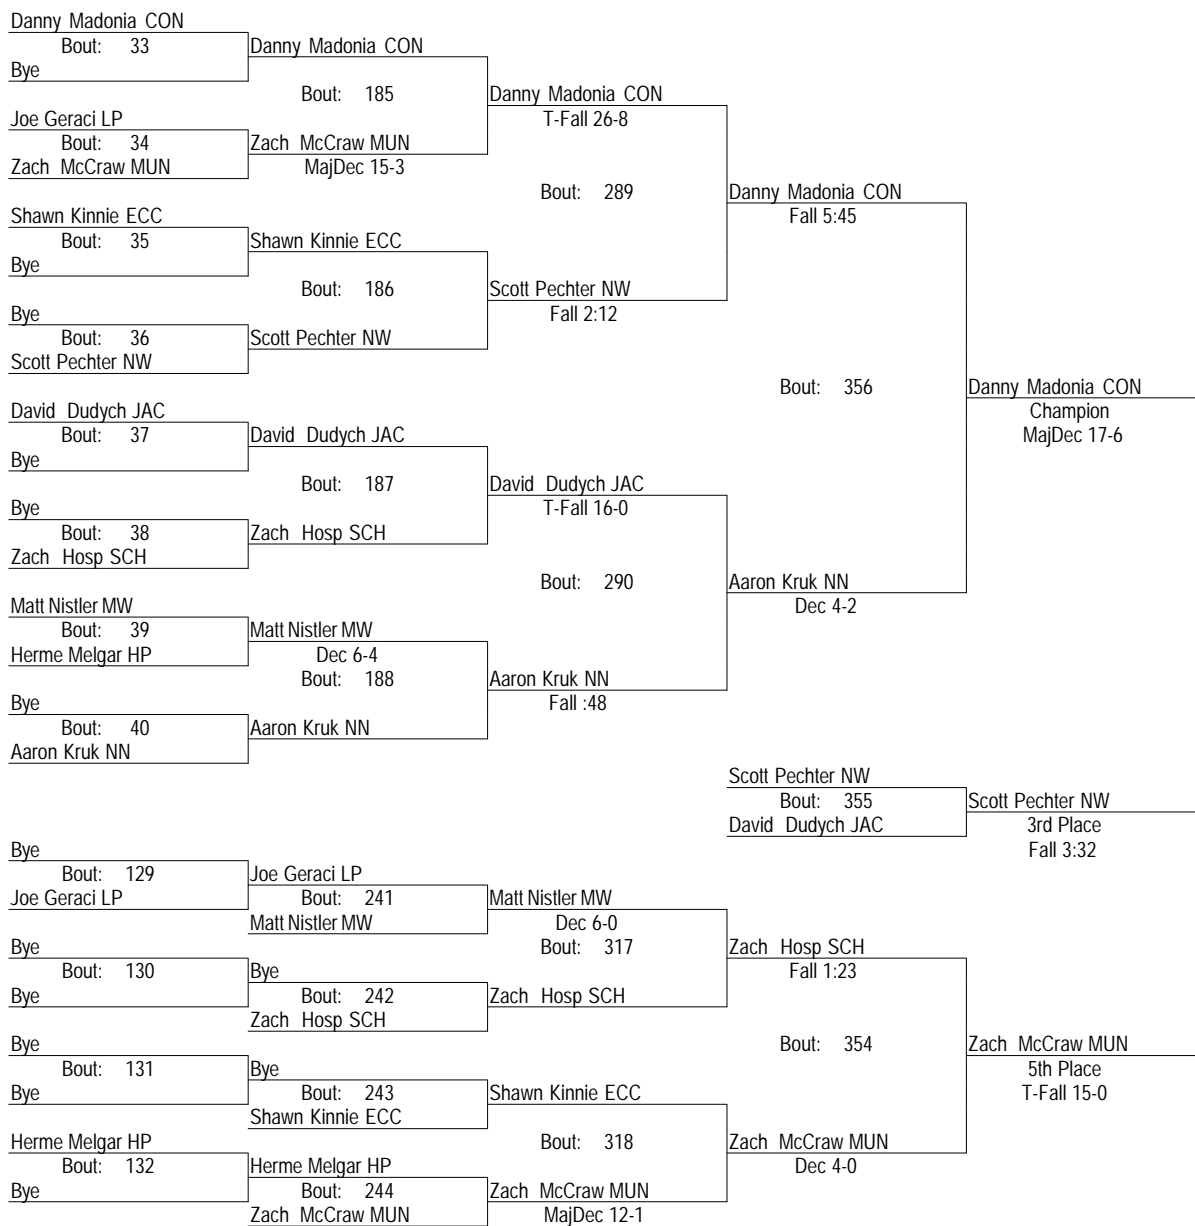 Danny Madonia CON
Bout: 33
Danny Madonia CON
Bye
Bout: 185
Danny Madonia CON
Joe Geraci LP
T-Fall 26-8
Bout: 34
Zach McCraw MUN
Zach McCraw MUN
MajDec 15-3
Bout: 289
Danny Madonia CON
Shawn Kinnie ECC
Fall 5:45
Bout: 35
Shawn Kinnie ECC
Bye
Bout: 186
Scott Pechter NW
Bye
Fall 2:12
Bout: 36
Scott Pechter NW
Scott Pechter NW
Bout: 356
Danny Madonia CON
David Dudych JAC
Champion
Bout: 37
David Dudych JAC
MajDec 17-6
Bye
Bout: 187
David Dudych JAC
Bye
T-Fall 16-0
Bout: 38
Zach Hosp SCH
Zach Hosp SCH
Bout: 290
Aaron Kruk NN
Matt Nistler MW
Dec 4-2
Bout: 39
Matt Nistler MW
Herme Melgar HP
Dec 6-4
Bout: 188
Aaron Kruk NN
Bye
Fall :48
Bout: 40
Aaron Kruk NN
Aaron Kruk NN
Scott Pechter NW
Bout: 355
Scott Pechter NW
David Dudych JAC
3rd Place
Fall 3:32
Bye
Bout: 129
Joe Geraci LP
Joe Geraci LP
Bout: 241
Matt Nistler MW
Matt Nistler MW
Dec 6-0
Bye
Bout: 317
Zach Hosp SCH
Bout: 130
Bye
Fall 1:23
Bye
Bout: 242
Zach Hosp SCH
Zach Hosp SCH
Bye
Bout: 354
Zach McCraw MUN
Bout: 131
Bye
5th Place
Bye
Bout: 243
Shawn Kinnie ECC
T-Fall 15-0
Shawn Kinnie ECC
Herme Melgar HP
Bout: 318
Zach McCraw MUN
Bout: 132
Herme Melgar HP
Dec 4-0
Bye
Bout: 244
Zach McCraw MUN
Zach McCraw MUN
MajDec 12-1